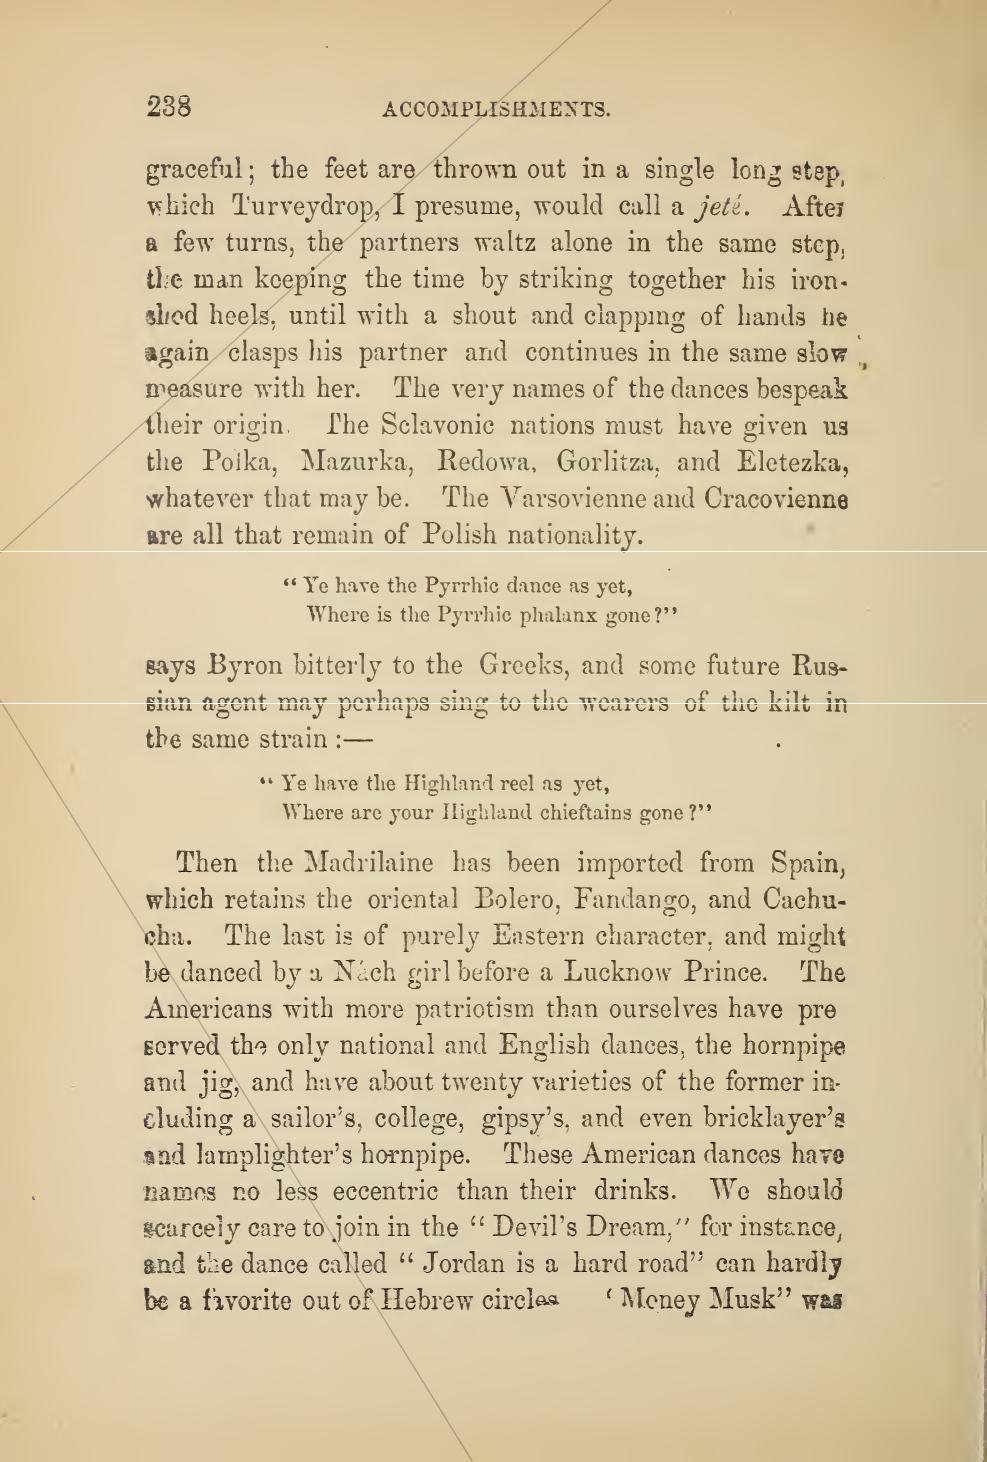 238 ACCOMPLISHMENTS.
graceful; the feet are thrown out in a single long step,
which Turveydrop, I presume, would call a jeté. After
a few turns, the partners waltz alone in the same step,
the man keeping the time by striking together his iron-
shod heels, until with a shout and clapping of hands he
again clasps his partner and continues in the same slow
measure with her. The very names of the dances bespeak
their origin. The Sclavonic nations must have given us
the Polka, Mazurka, Redowa, Gorlitza, and Eletezka,
whatever that may be. The Varsovienne and Cracovienne
are all that remain of Polish nationality.
“ Ye have the Pyrrhic dance as yet,
Where is the Pyrrhic phalanx gone?”
says Byron bitterly to the Greeks, and some future Rus-
sian agent may perhaps sing to the wearers of the kilt in
the same strain :—
“ Ye have the Highland reel as yet,
Where are your Highland chieftains gone?”
Then the Madrilaine has been imported from Spain,
which retains the oriental Bolero, Fandango, and Cachu-
cha. The last is of purely Eastern character, and might
be danced by a Nách girl before a Lucknow Prince. The
Americans with more patriotism than ourselves have pre
served the only national and English dances, the hornpipe
and jig, and have about twenty varieties of the former in-
cluding a sailor’s, college, gipsy’s, and even bricklayer’s
and lamplighter’s hornpipe. These American dances have
names no less eccentric than their drinks. We should
scarcely care to join in the “ Devil’s Dream,” for instance,
and the dance called “ Jordan is a hard road” can hardly
be a favorite out of Hebrew circles ‘ Money Musk” was